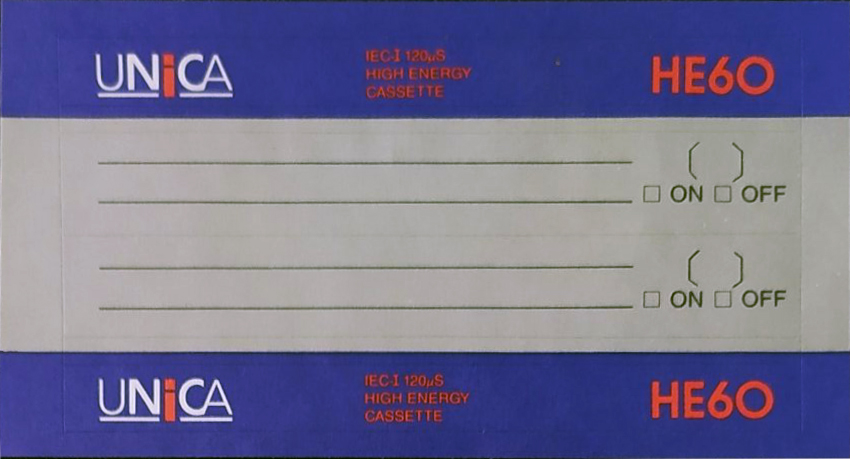 UNiCA
IEC-I 120µS
HIGH ENERGY
CASSETTE
HE60
( )
□ ON □ OFF
( )
□ ON □ OFF
UNiCA
IEC-I 120µS
HIGH ENERGY
CASSETTE
HE60